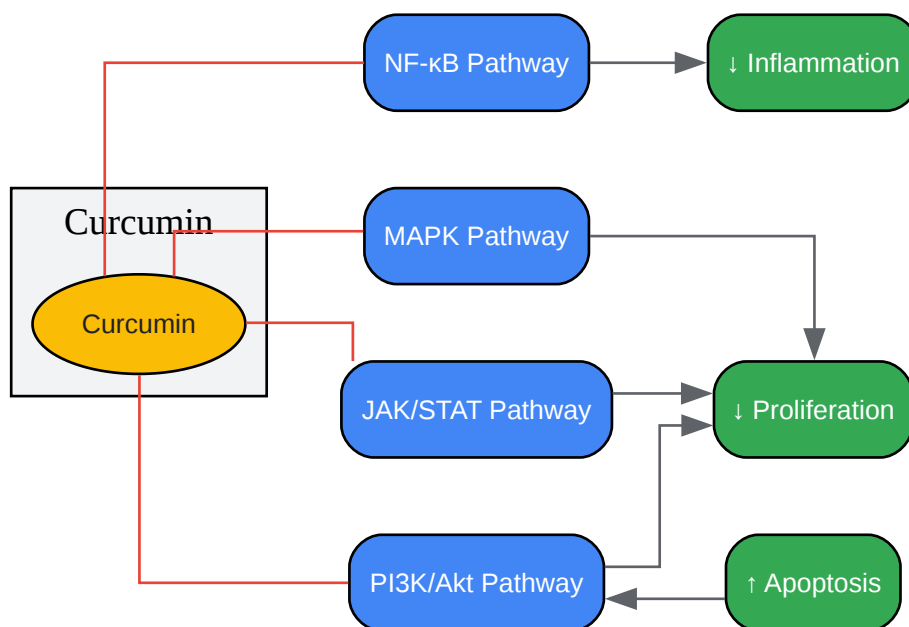 NF-κB Pathway
↓ Inflammation
Curcumin
MAPK Pathway
Curcumin
JAK/STAT Pathway
↓ Proliferation
PI3K/Akt Pathway
↑ Apoptosis